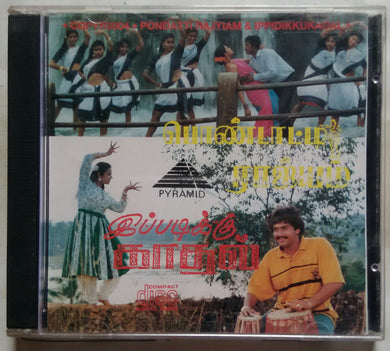 பொண்டாட்டி
ராஜ்யம்
PYRAMID
இப்படிக்கு
காதல்
COMPACT
disc